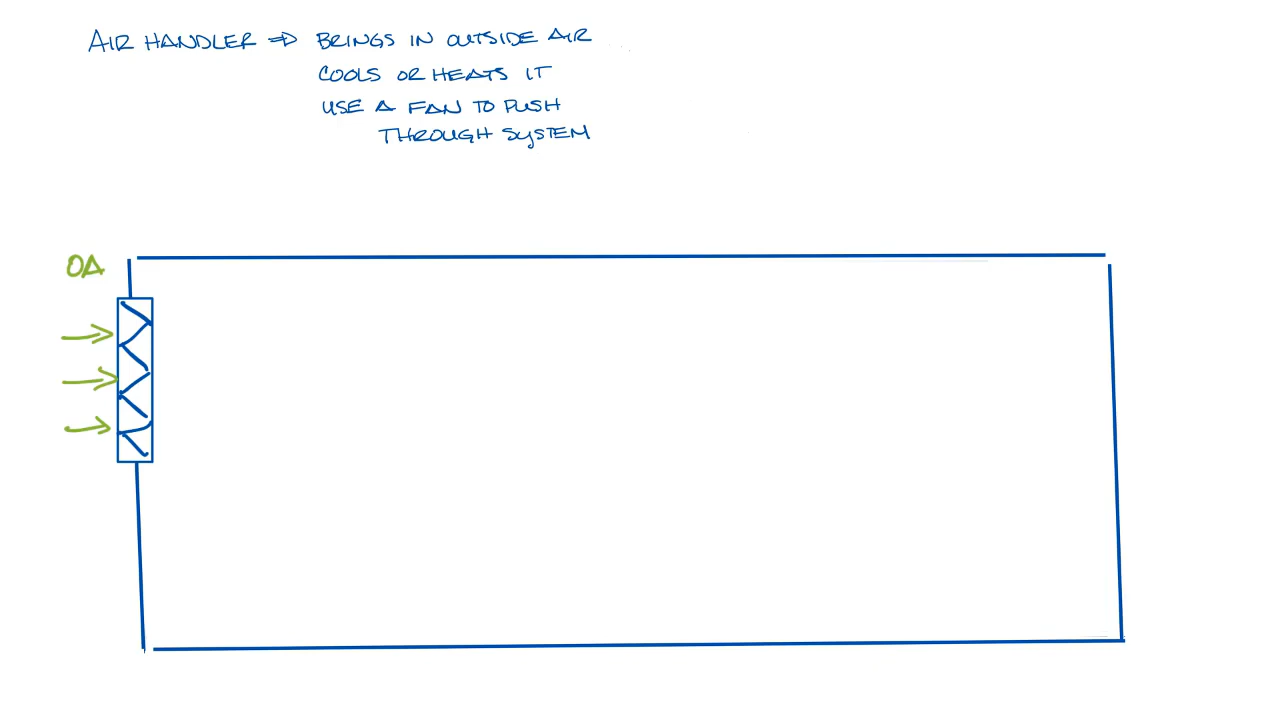 AIR HANDLER ⇒ BRINGS IN OUTSIDE AIR
COOLS OR HEATS IT
USE A FAN TO PUSH
THROUGH SYSTEM
OA